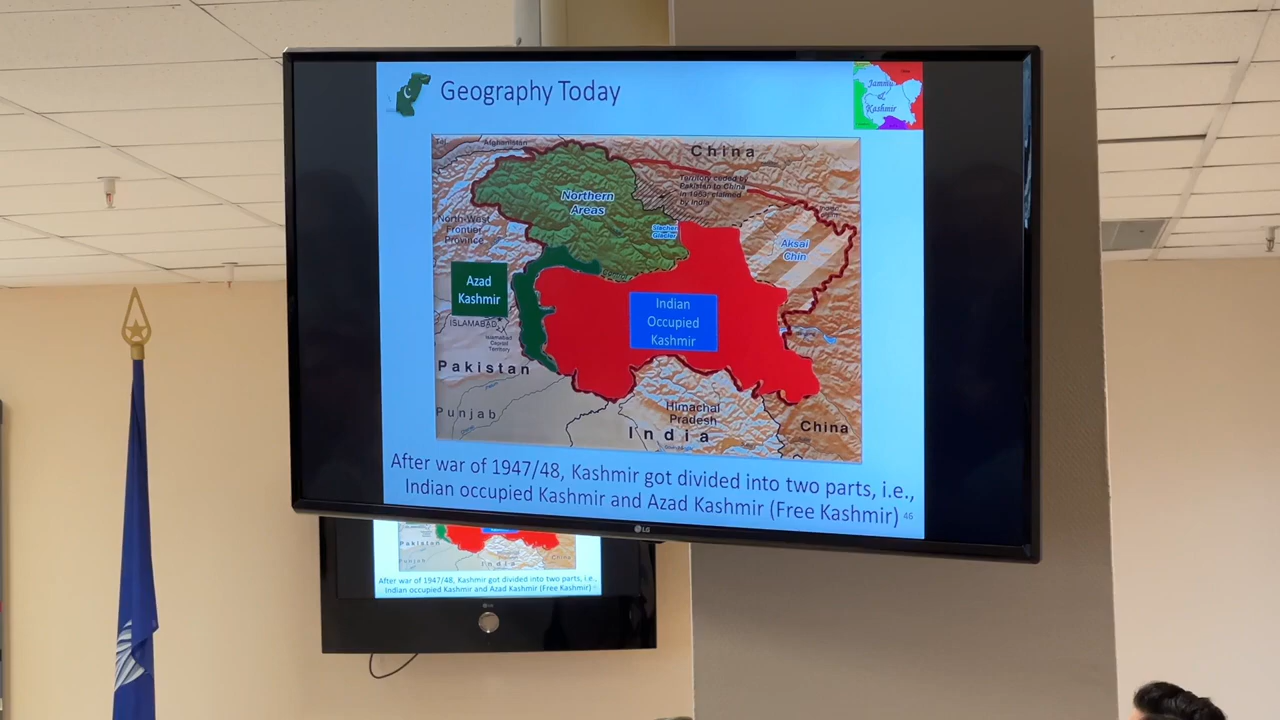 Geography Today
Jammu
&
Kashmir
Afghanistan
China
Territory ceded by
Pakistan to China
in 1963, claimed
by India
Northern
Areas
North-West
Frontier
Province
Siachen
Glacier
Aksai
Chin
Azad
Kashmir
Indian
Occupied
Kashmir
ISLAMABAD
Islamabad
Capital
Territory
Pakistan
Punjab
Himachal
Pradesh
India
China
After war of 1947/48, Kashmir got divided into two parts, i.e.,
Indian occupied Kashmir and Azad Kashmir (Free Kashmir)
46
LG
Pakistan
Punjab
India
China
After war of 1947/48, Kashmir got divided into two parts, i.e.,
Indian occupied Kashmir and Azad Kashmir (Free Kashmir)
LG